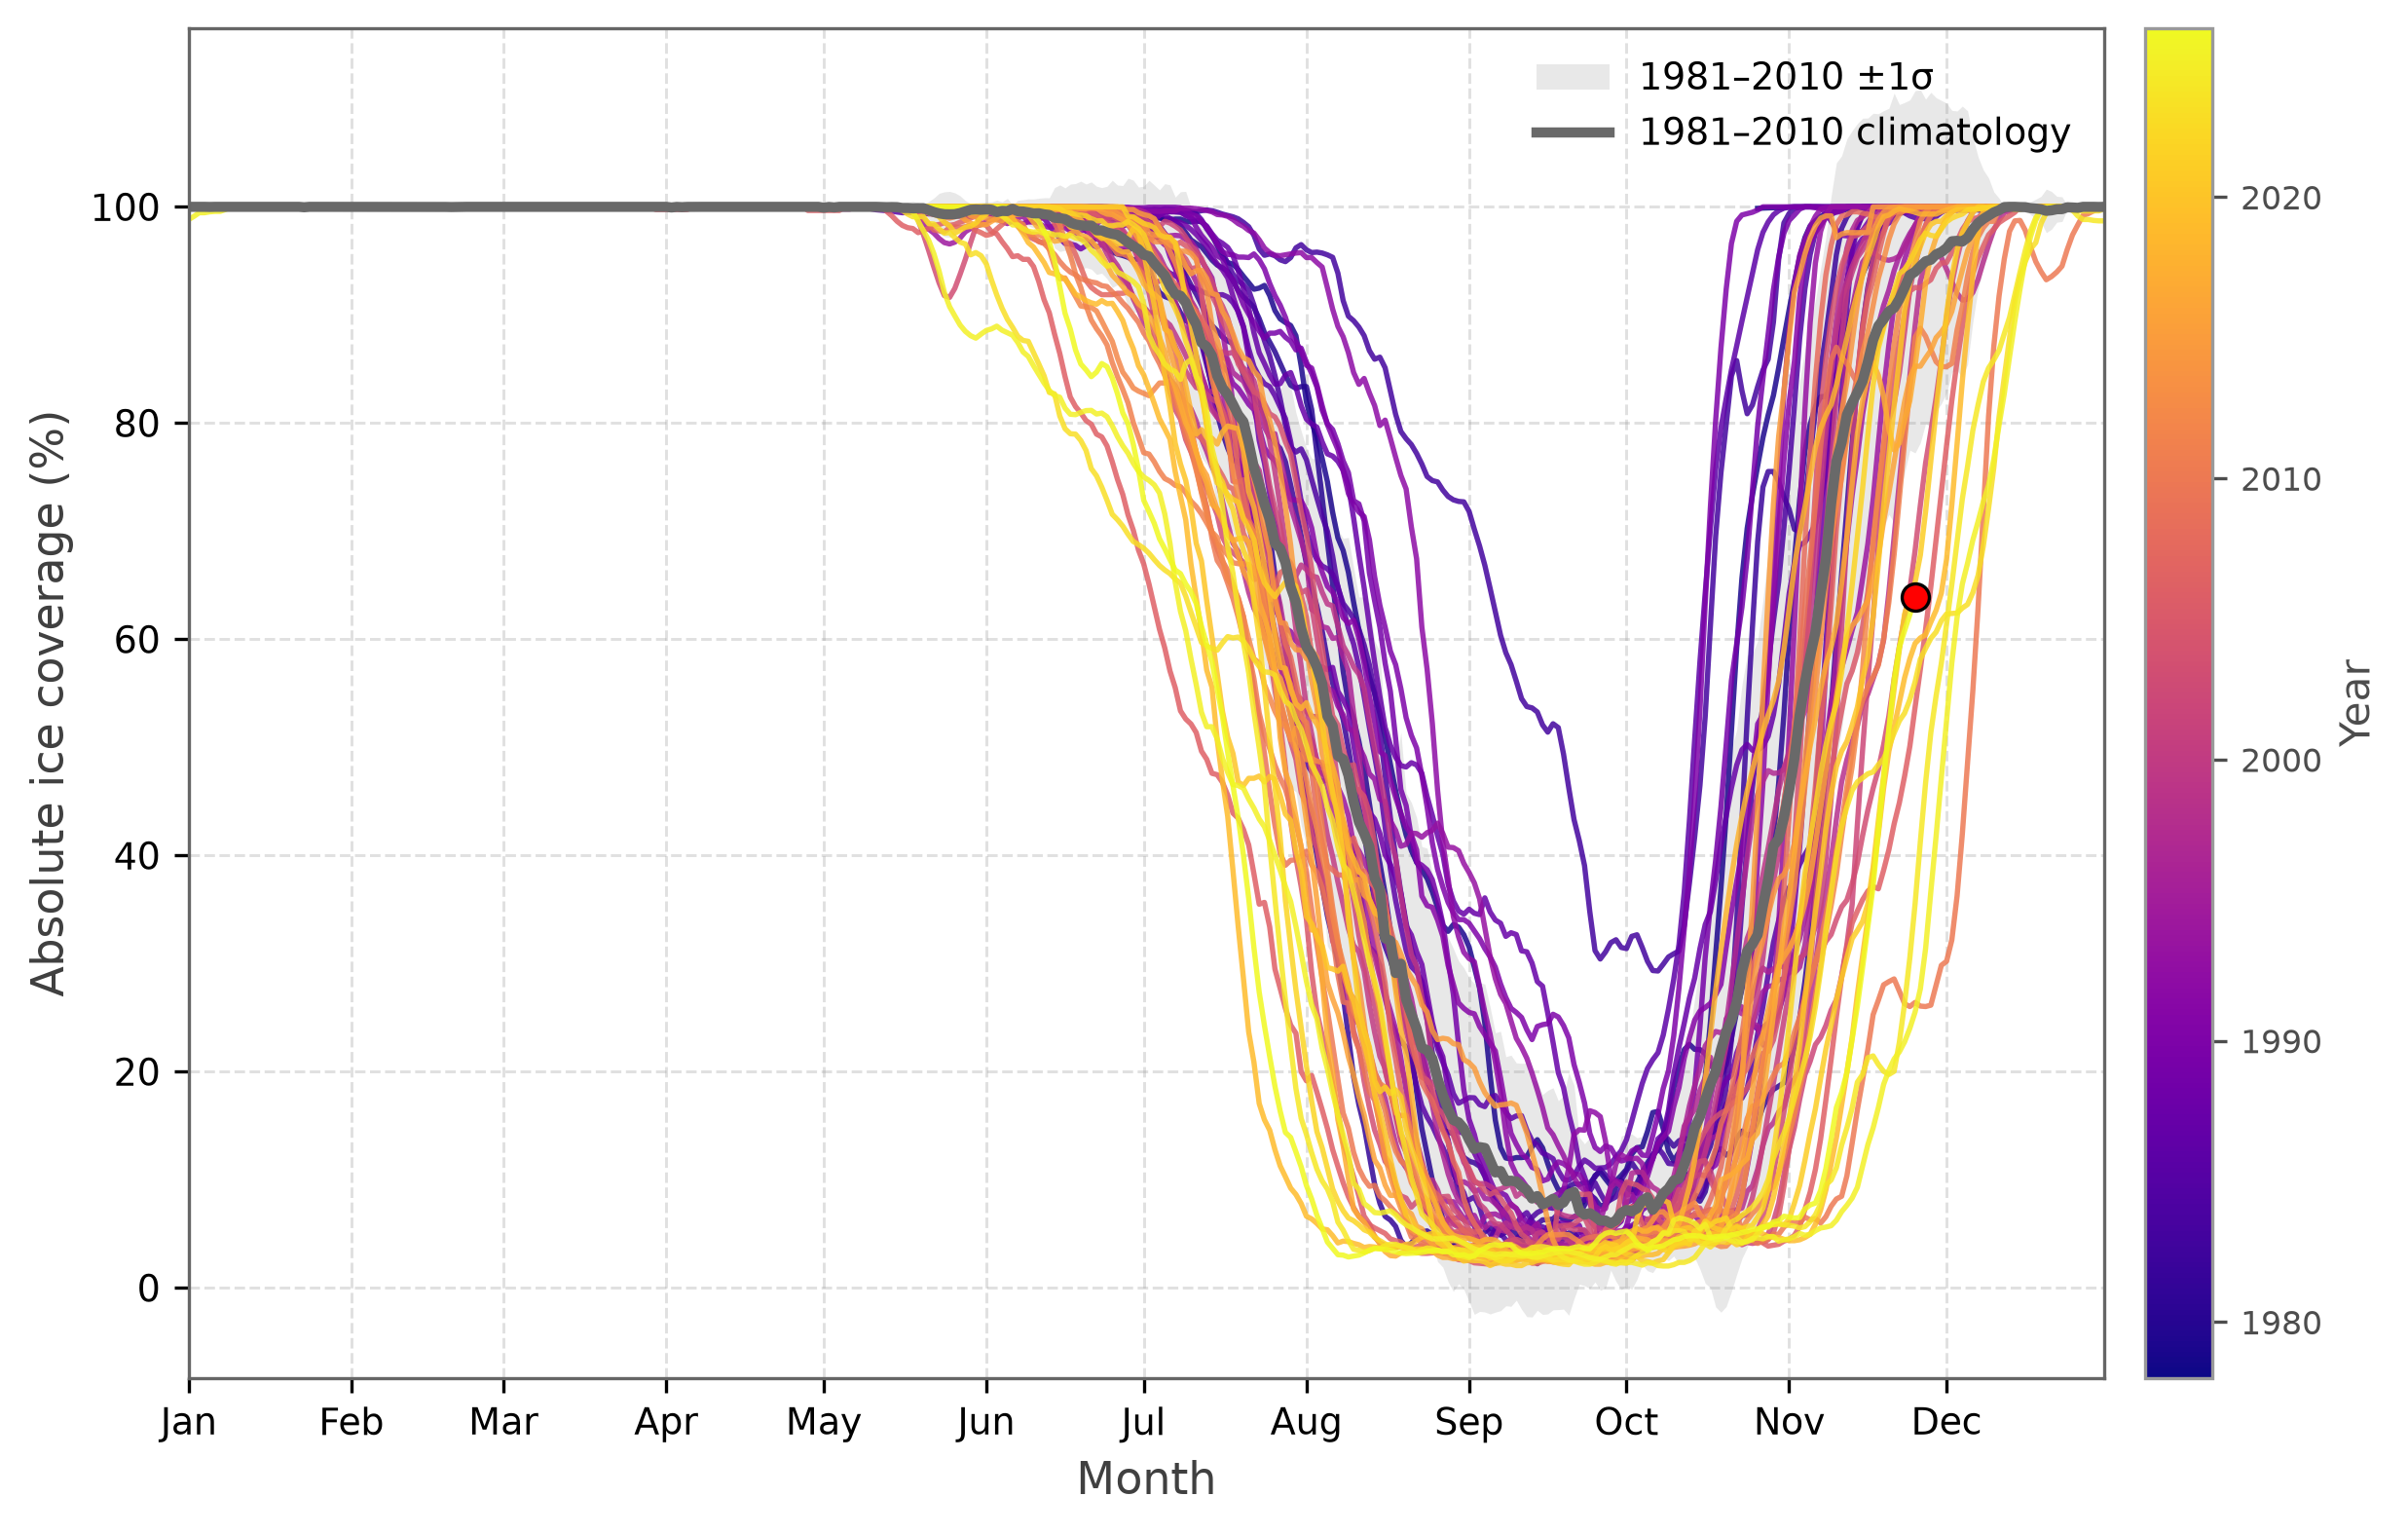 1981–2010 ±1σ
1981–2010 climatology
Absolute ice coverage (%)
100
80
60
40
20
0
Jan Feb Mar Apr May Jun Jul Aug Sep Oct Nov Dec
Month
2020
2010
2000
1990
1980
Year